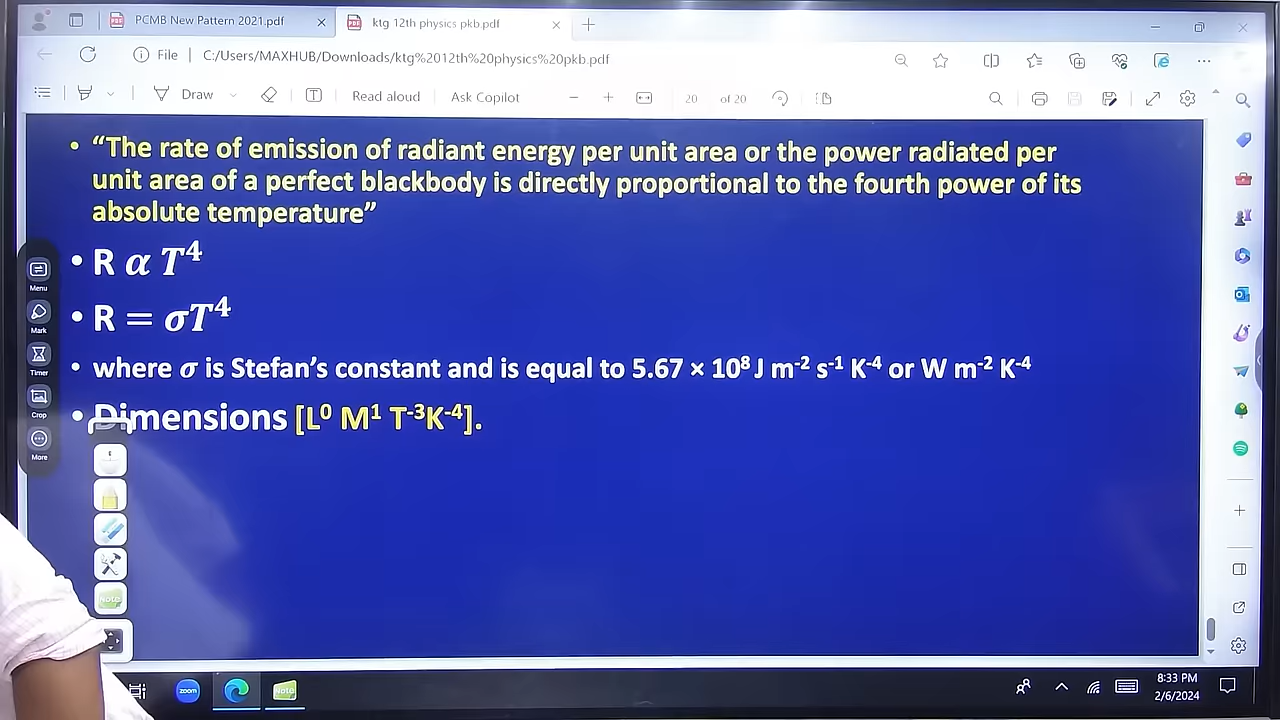 PCMB New Pattern 2021.pdf
ktg 12th physics pkb.pdf
File C:/Users/MAXHUB/Downloads/ktg%2012th%20physics%20pkb.pdf
Draw Read aloud Ask Copilot 20 of 20
• “The rate of emission of radiant energy per unit area or the power radiated per
unit area of a perfect blackbody is directly proportional to the fourth power of its
absolute temperature”
• R α T⁴
• R = σT⁴
• where σ is Stefan’s constant and is equal to 5.67 × 10⁸ J m⁻² s⁻¹ K⁻⁴ or W m⁻² K⁻⁴
• Dimensions [L⁰ M¹ T⁻³K⁻⁴].
Menu
Mark
Timer
Crop
More
Note
zoom
Note
8:33 PM
2/6/2024